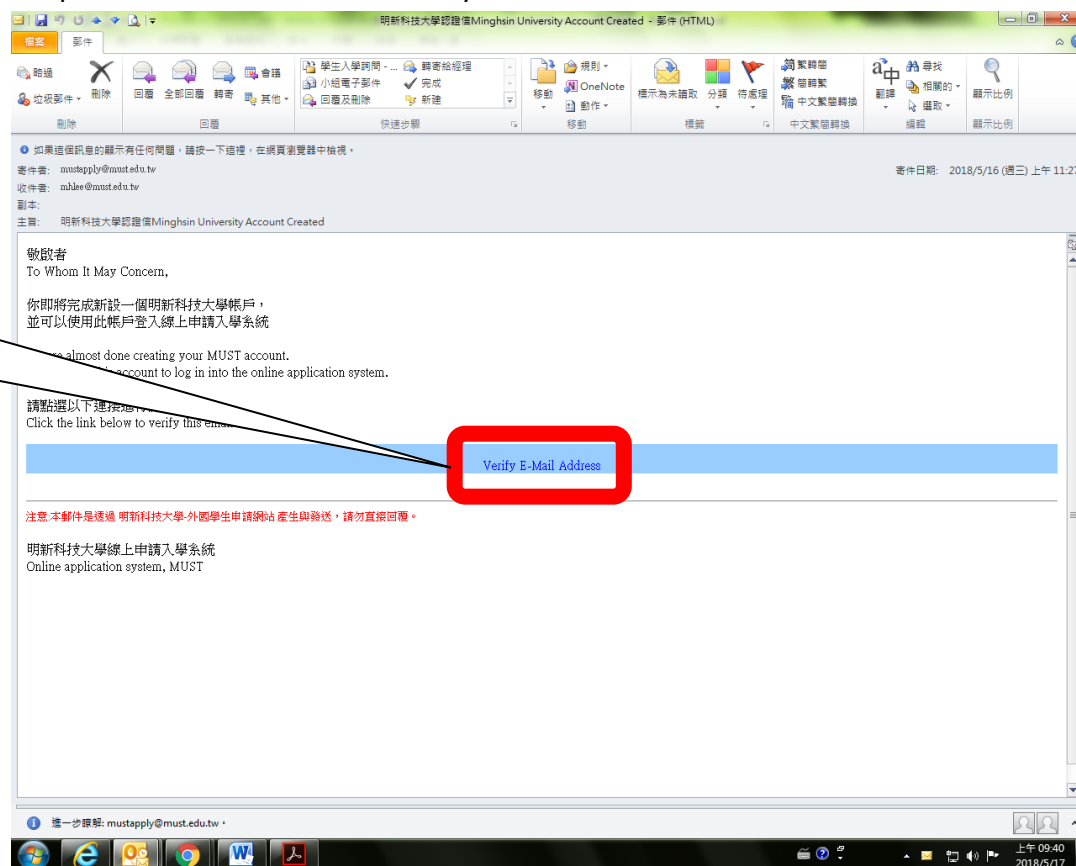 明新科技大學認證信Minghsin University Account Created - 郵件 (HTML)
檔案 郵件
略過
垃圾郵件
刪除
回覆 全部回覆 轉寄
會議
其他
學生入學詢問 - ...
小組電子郵件
回覆及刪除
轉寄給經理
完成
新建
移動
規則
OneNote
動作
標示為未讀取 分類 待處理
繁轉簡
簡轉繁
中文繁簡轉換
翻譯
尋找
相關的
選取
顯示比例
刪除 回覆 快速步驟 移動 標籤 中文繁簡轉換 編輯 顯示比例
如果這個訊息的顯示有任何問題，請按一下這裡，在網頁瀏覽器中檢視。
寄件者: mustapply@must.edu.tw 寄件日期: 2018/5/16 (週三) 上午 11:27
收件者: mhlee@must.edu.tw
副本:
主旨: 明新科技大學認證信Minghsin University Account Created
敬啟者
To Whom It May Concern,
你即將完成新設一個明新科技大學帳戶，
並可以使用此帳戶登入線上申請入學系統
almost done creating your MUST account.
account to log in into the online application system.
請點選以下連接
Click the link below to verify this
Verify E-Mail Address
注意:本郵件是透過 明新科技大學-外國學生申請網站 產生與發送，請勿直接回覆。
明新科技大學線上申請入學系統
Online application system, MUST
進一步瞭解: mustapply@must.edu.tw。
上午 09:40
2018/5/17